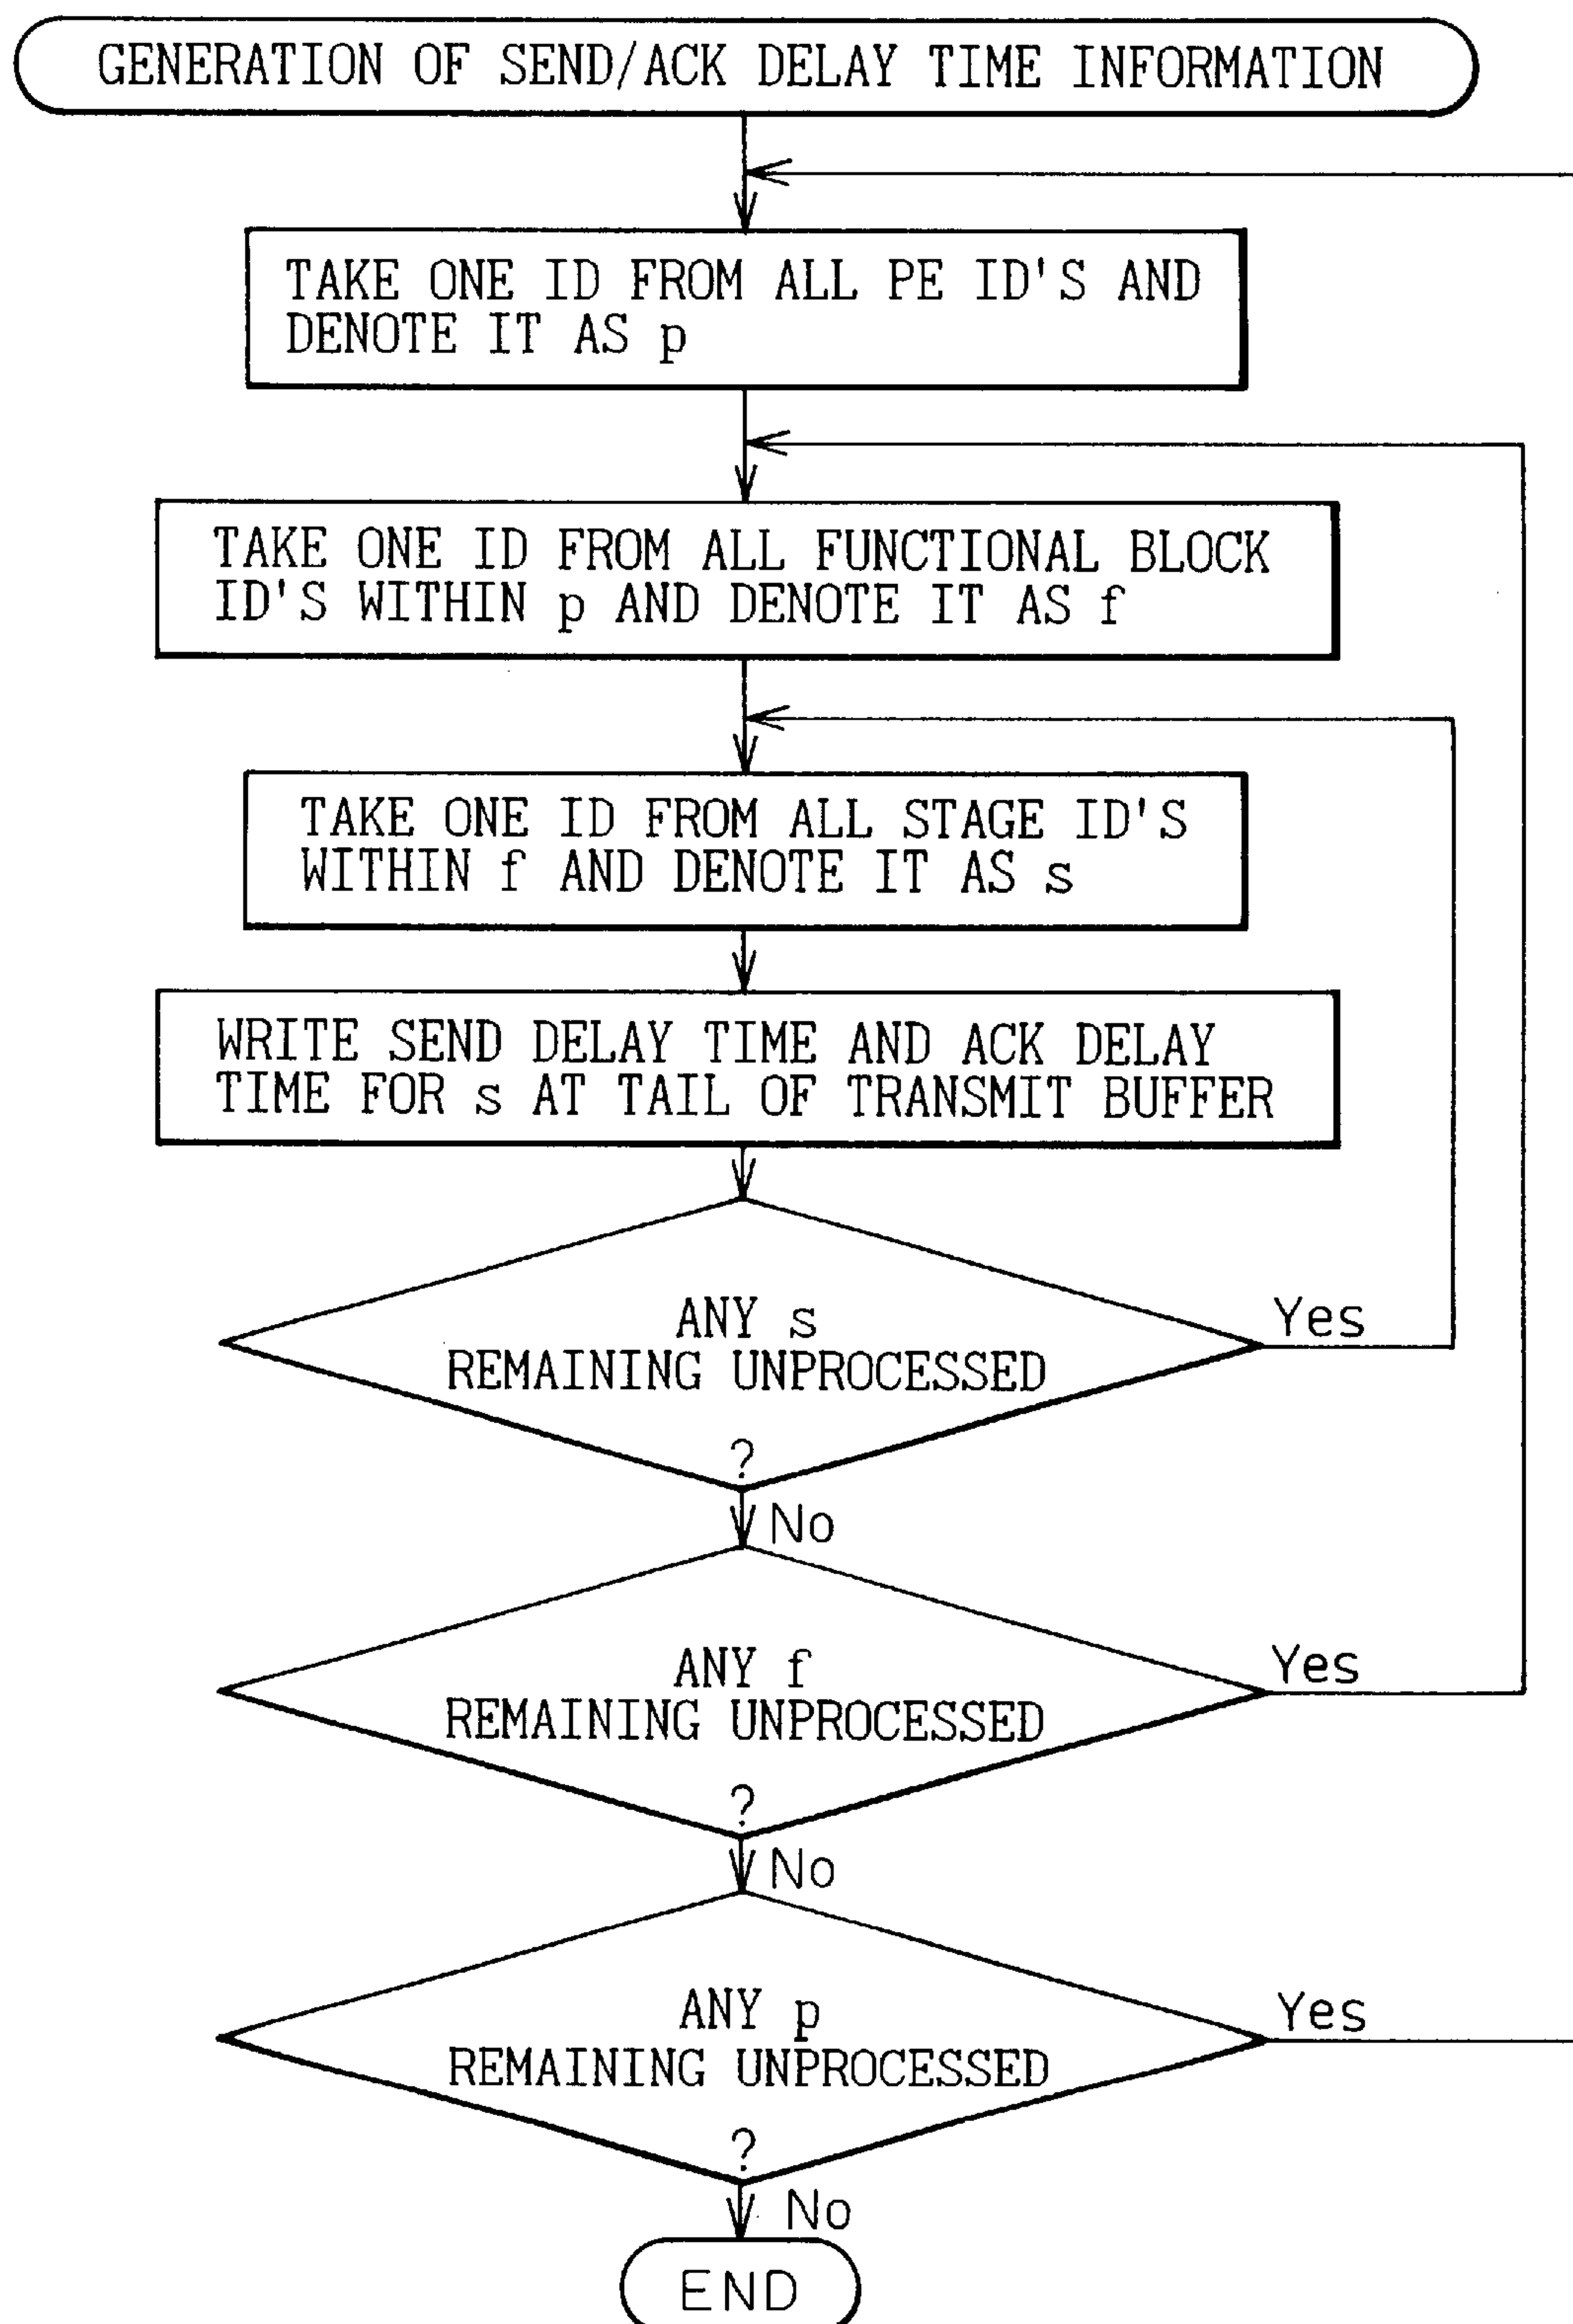 GENERATION OF SEND/ACK DELAY TIME INFORMATION
TAKE ONE ID FROM ALL PE ID'S AND
DENOTE IT AS p
TAKE ONE ID FROM ALL FUNCTIONAL BLOCK
ID'S WITHIN p AND DENOTE IT AS f
TAKE ONE ID FROM ALL STAGE ID'S
WITHIN f AND DENOTE IT AS s
WRITE SEND DELAY TIME AND ACK DELAY
TIME FOR s AT TAIL OF TRANSMIT BUFFER
ANY s
REMAINING UNPROCESSED
?
Yes
No
ANY f
REMAINING UNPROCESSED
?
Yes
No
ANY p
REMAINING UNPROCESSED
?
Yes
No
END